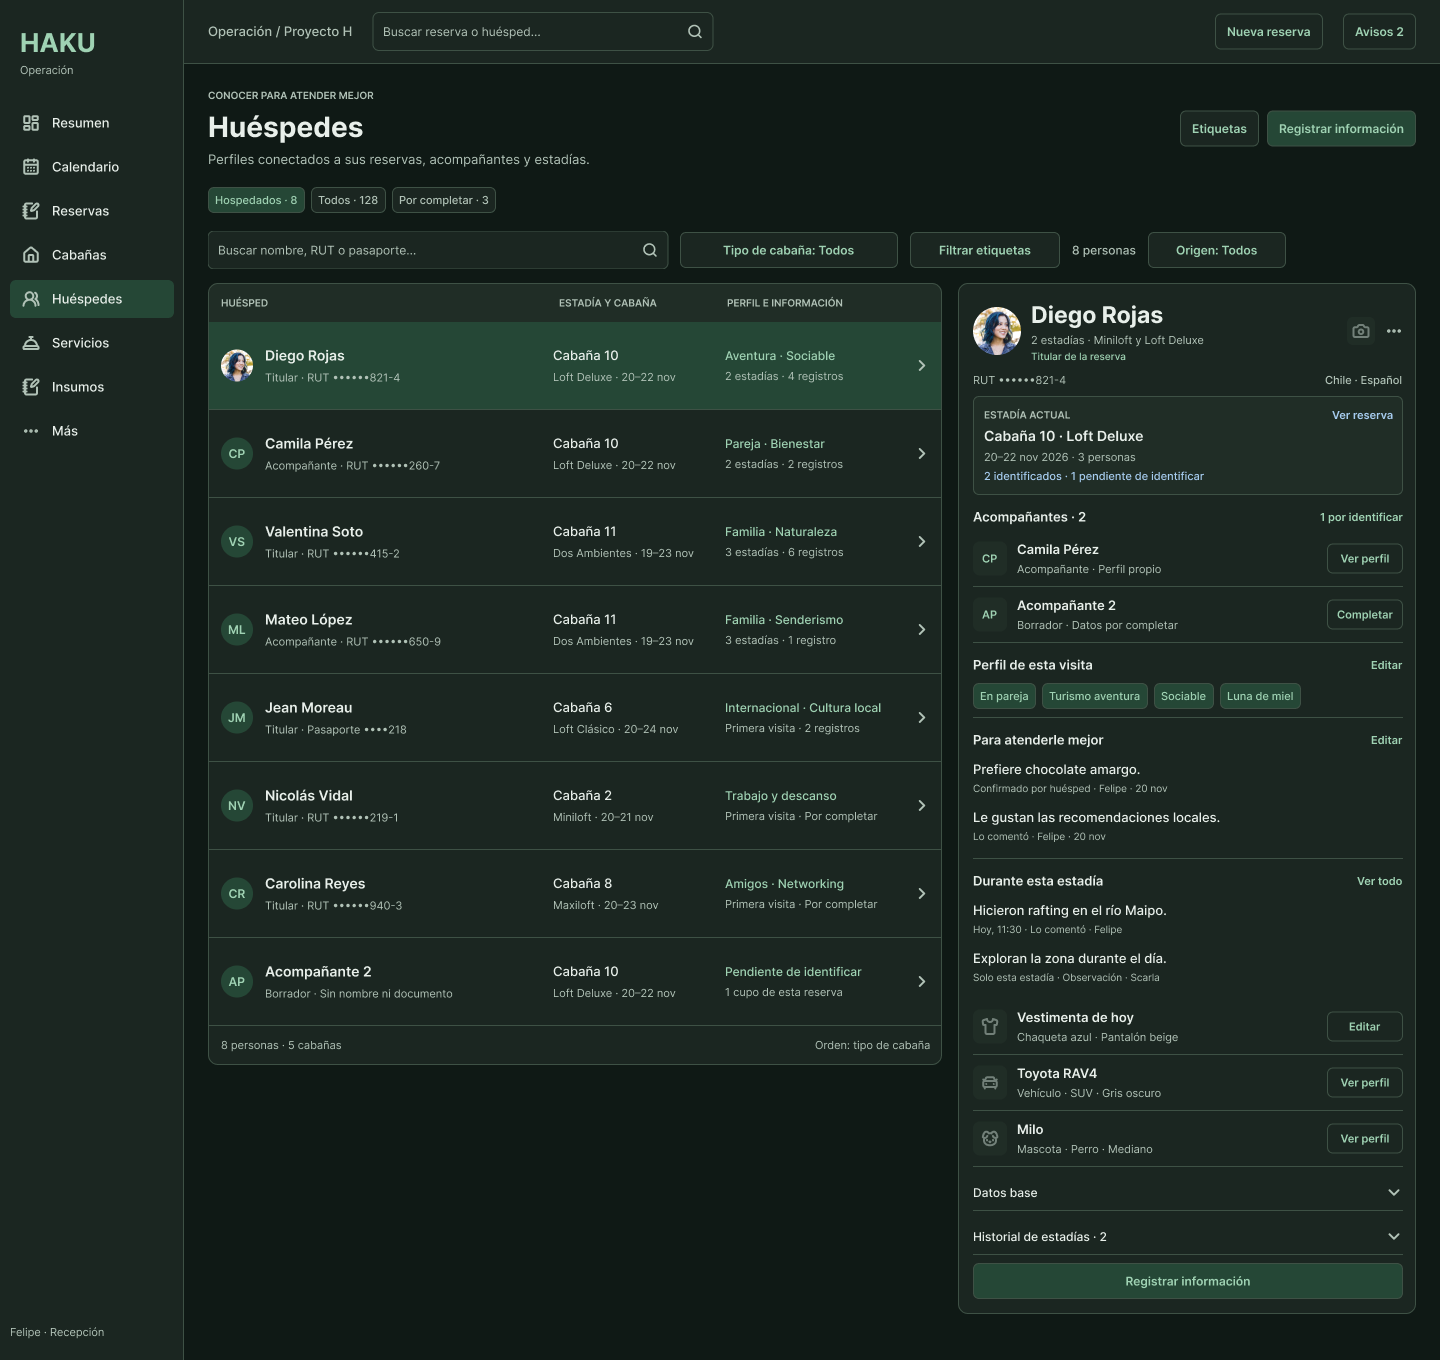 HAKU
Operación
Resumen
Calendario
Reservas
Cabañas
Huéspedes
Servicios
Insumos
Más
Felipe · Recepción
Operación / Proyecto H
Buscar reserva o huésped...
Nueva reserva
Avisos 2
CONOCER PARA ATENDER MEJOR
Huéspedes
Perfiles conectados a sus reservas, acompañantes y estadías.
Etiquetas
Registrar información
Hospedados · 8
Todos · 128
Por completar · 3
Buscar nombre, RUT o pasaporte...
Tipo de cabaña: Todos
Filtrar etiquetas
8 personas
Origen: Todos
HUÉSPED
ESTADÍA Y CABAÑA
PERFIL E INFORMACIÓN
Diego Rojas
Titular · RUT ••••••821-4
Cabaña 10
Loft Deluxe · 20–22 nov
Aventura · Sociable
2 estadías · 4 registros
CP
Camila Pérez
Acompañante · RUT ••••••260-7
Cabaña 10
Loft Deluxe · 20–22 nov
Pareja · Bienestar
2 estadías · 2 registros
VS
Valentina Soto
Titular · RUT ••••••415-2
Cabaña 11
Dos Ambientes · 19–23 nov
Familia · Naturaleza
3 estadías · 6 registros
ML
Mateo López
Acompañante · RUT ••••••650-9
Cabaña 11
Dos Ambientes · 19–23 nov
Familia · Senderismo
3 estadías · 1 registro
JM
Jean Moreau
Titular · Pasaporte ••••218
Cabaña 6
Loft Clásico · 20–24 nov
Internacional · Cultura local
Primera visita · 2 registros
NV
Nicolás Vidal
Titular · RUT ••••••219-1
Cabaña 2
Miniloft · 20–21 nov
Trabajo y descanso
Primera visita · Por completar
CR
Carolina Reyes
Titular · RUT ••••••940-3
Cabaña 8
Maxiloft · 20–23 nov
Amigos · Networking
Primera visita · Por completar
AP
Acompañante 2
Borrador · Sin nombre ni documento
Cabaña 10
Loft Deluxe · 20–22 nov
Pendiente de identificar
1 cupo de esta reserva
8 personas · 5 cabañas
Orden: tipo de cabaña
Diego Rojas
2 estadías · Miniloft y Loft Deluxe
Titular de la reserva
RUT ••••••821-4
Chile · Español
ESTADÍA ACTUAL
Ver reserva
Cabaña 10 · Loft Deluxe
20–22 nov 2026 · 3 personas
2 identificados · 1 pendiente de identificar
Acompañantes · 2
1 por identificar
CP
Camila Pérez
Acompañante · Perfil propio
Ver perfil
AP
Acompañante 2
Borrador · Datos por completar
Completar
Perfil de esta visita
Editar
En pareja
Turismo aventura
Sociable
Luna de miel
Para atenderle mejor
Editar
Prefiere chocolate amargo.
Confirmado por huésped · Felipe · 20 nov
Le gustan las recomendaciones locales.
Lo comentó · Felipe · 20 nov
Durante esta estadía
Ver todo
Hicieron rafting en el río Maipo.
Hoy, 11:30 · Lo comentó · Felipe
Exploran la zona durante el día.
Solo esta estadía · Observación · Scarla
Vestimenta de hoy
Chaqueta azul · Pantalón beige
Editar
Toyota RAV4
Vehículo · SUV · Gris oscuro
Ver perfil
Milo
Mascota · Perro · Mediano
Ver perfil
Datos base
Historial de estadías · 2
Registrar información